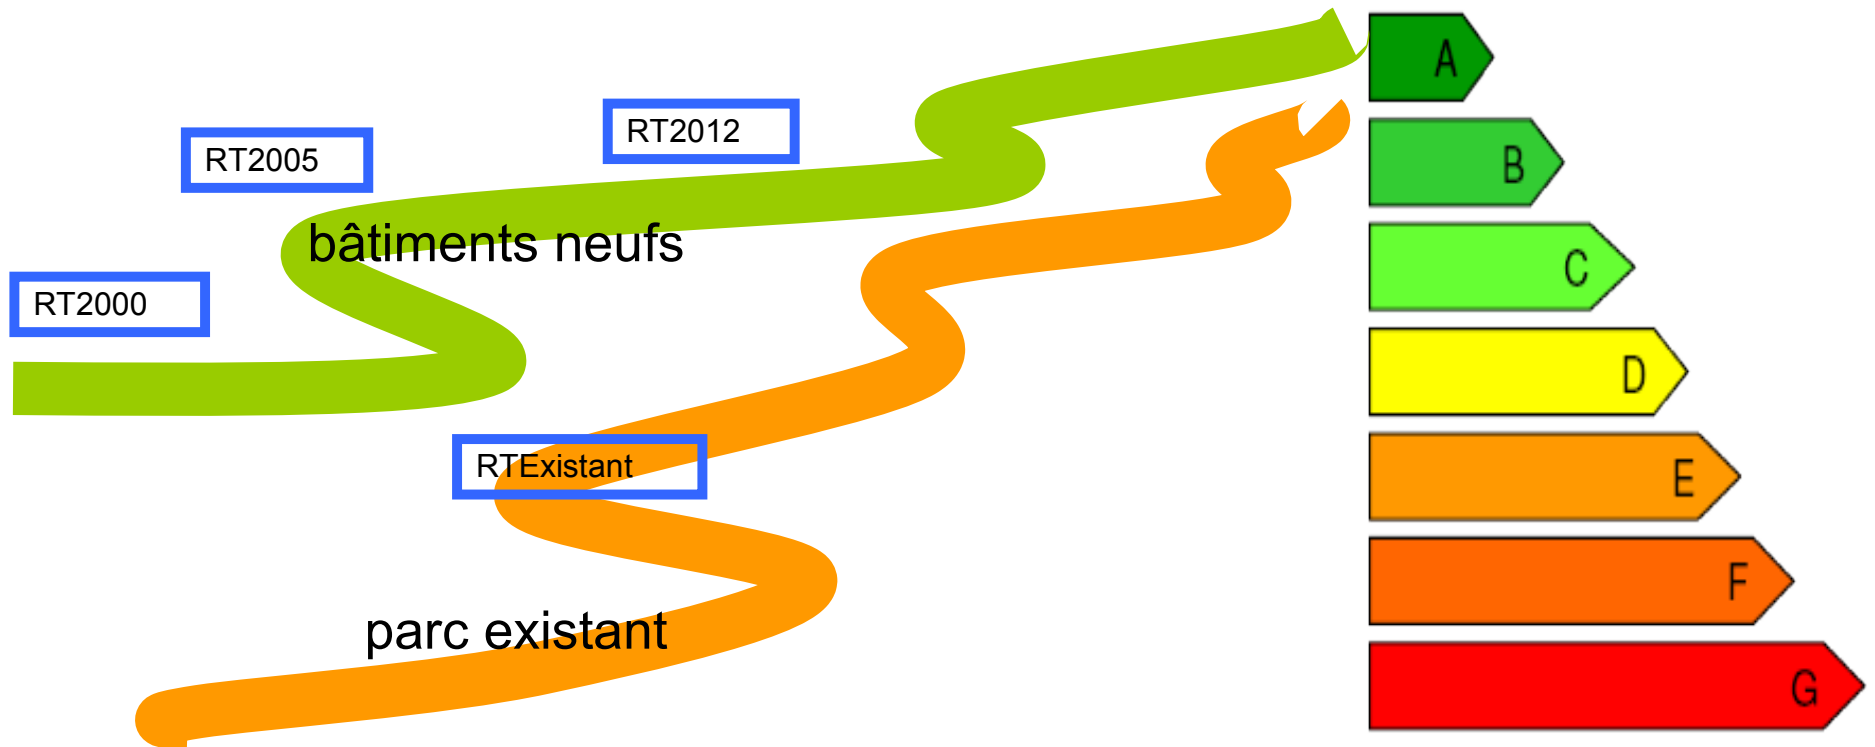 RT2012
RT2005
bâtiments neufs
RT2000
RTExistant
parc existant
A
B
C
D
E
F
G